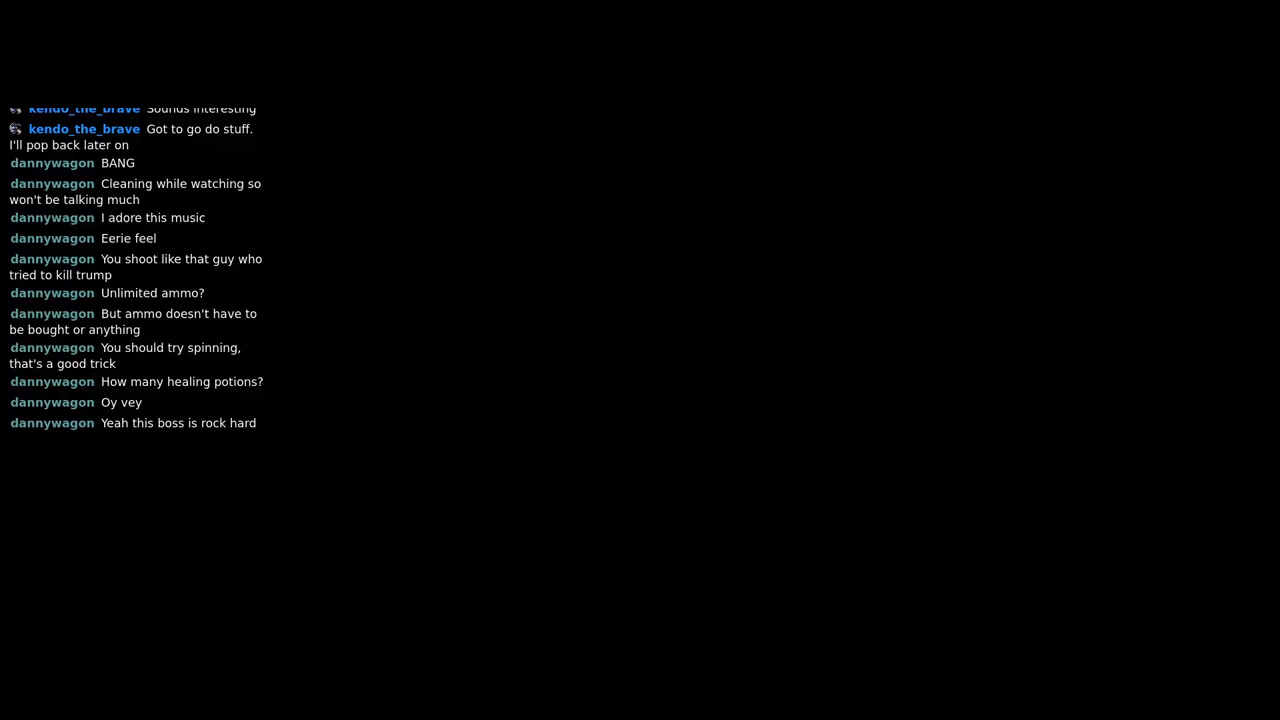 kendo_the_brave Sounds interesting
kendo_the_brave Got to go do stuff.
I'll pop back later on
dannywagon BANG
dannywagon Cleaning while watching so
won't be talking much
dannywagon I adore this music
dannywagon Eerie feel
dannywagon You shoot like that guy who
tried to kill trump
dannywagon Unlimited ammo?
dannywagon But ammo doesn't have to
be bought or anything
dannywagon You should try spinning,
that's a good trick
dannywagon How many healing potions?
dannywagon Oy vey
dannywagon Yeah this boss is rock hard